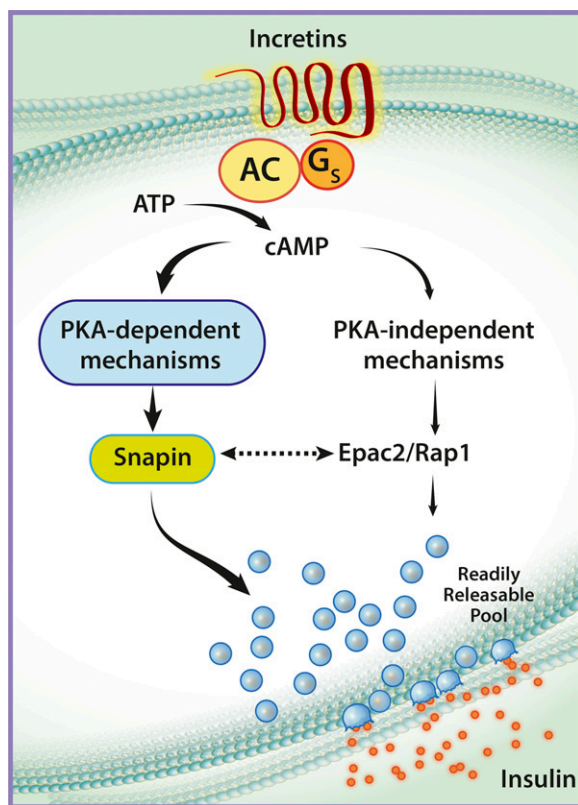 Incretins
AC
Gs
ATP
cAMP
PKA-dependent
mechanisms
PKA-independent
mechanisms
Snapin
Epac2/Rap1
Readily
Releasable
Pool
Insulin